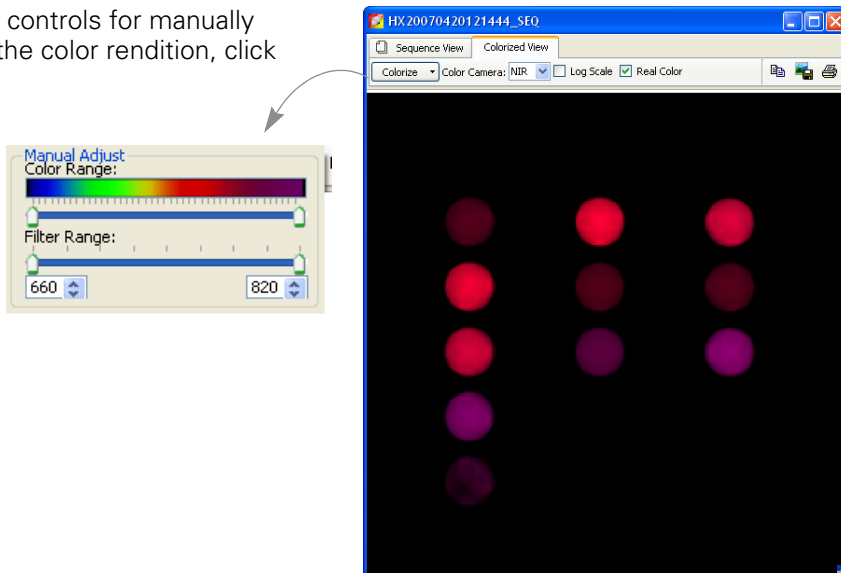 controls for manually
the color rendition, click
HX20070420121444_SEQ
Sequence View Colorized View
Colorize Color Camera: NIR Log Scale Real Color
Manual Adjust
Color Range:
Filter Range:
660 820